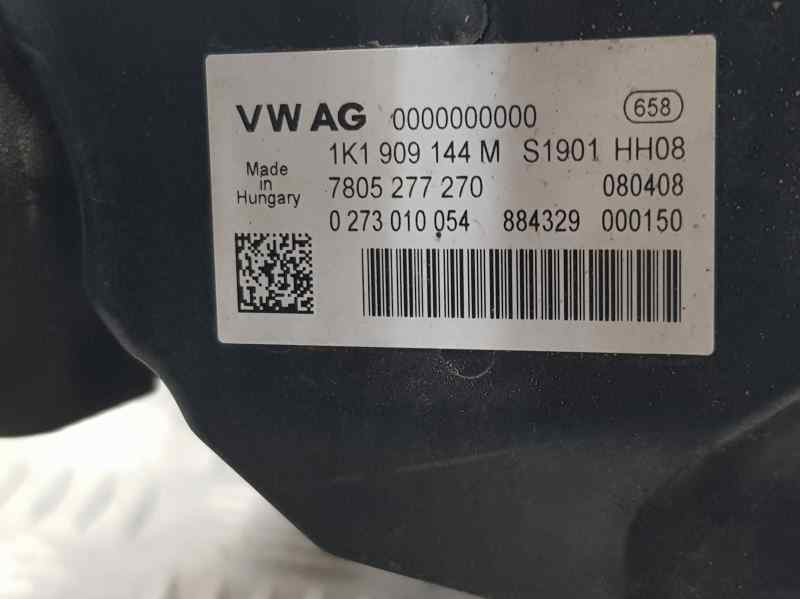 VW AG 0000000000 658
1K1 909 144 M S1901 HH08
Made in Hungary
7805 277 270 080408
0 273 010 054 884329 000150